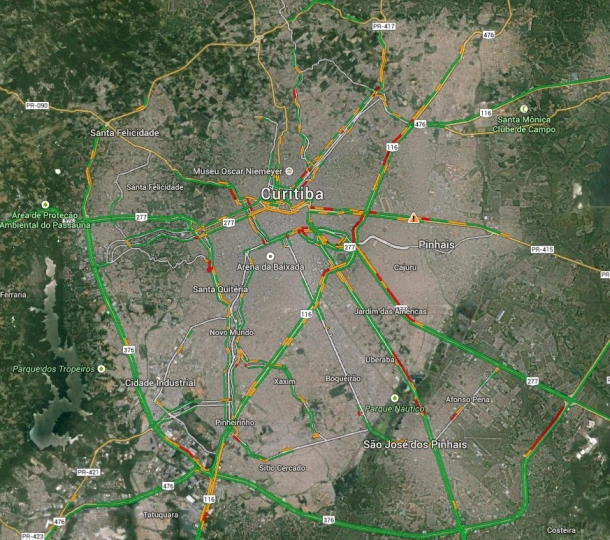 PR-417
476
PR-090
116
Santa Mônica
Clube de Campo
476
Santa Felicidade
116
Museu Oscar Niemeyer
Santa Felicidade
Curitiba
Área de Proteção
Ambiental do Passaúna
277
277
277
Pinhais
PR-415
Arena da Baixada
Cajuru
Santa Quitéria
Ferraria
116
Jardim das Américas
Novo Mundo
376
Uberaba
Parque dos Tropeiros
Cidade Industrial
Xaxim
Boqueirão
277
Parque Náutico
Afonso Pena
Pinheirinho
São José dos Pinhais
Sítio Cercado
PR-421
476
116
Tatuquara
476
376
PR-423
Costeira